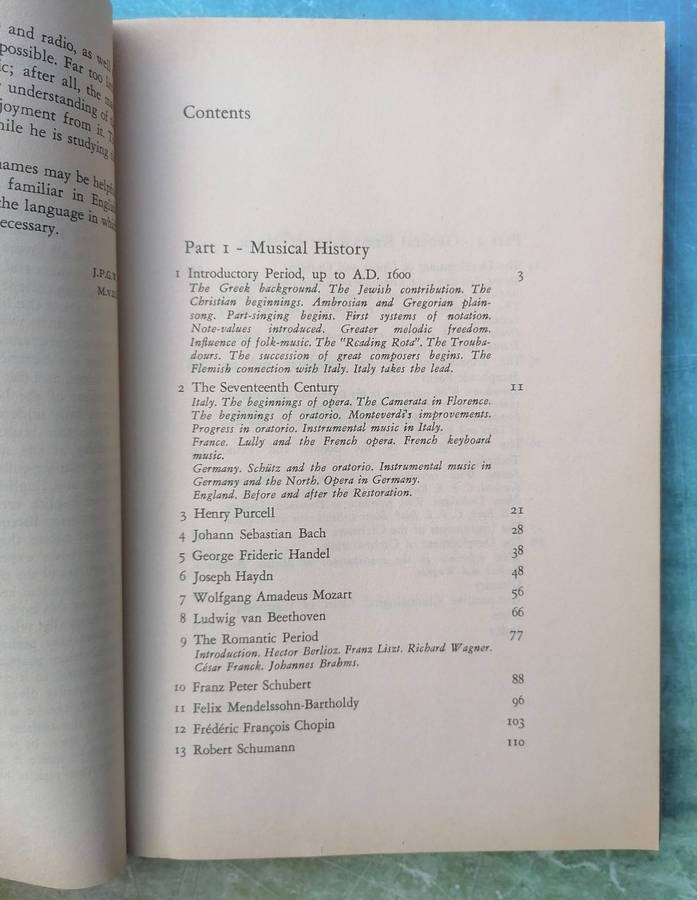 and radio, as well
possible. Far too
c; after all, the
understanding of
joyment from it.
hile he is studying
names may be
familiar in
the language in
ecessary.
J.P.G.
Contents
Part 1 - Musical History
1 Introductory Period, up to A.D. 1600 3
The Greek background. The Jewish contribution. The
Christian beginnings. Ambrosian and Gregorian plain-
song. Part-singing begins. First systems of notation.
Note-values introduced. Greater melodic freedom.
Influence of folk-music. The "Reading Rota". The Trouba-
dours. The succession of great composers begins. The
Flemish connection with Italy. Italy takes the lead.
2 The Seventeenth Century 11
Italy. The beginnings of opera. The Camerata in Florence.
The beginnings of oratorio. Monteverdi's improvements.
Progress in oratorio. Instrumental music in Italy.
France. Lully and the French opera. French keyboard
music.
Germany. Schütz and the oratorio. Instrumental music in
Germany and the North. Opera in Germany.
England. Before and after the Restoration.
3 Henry Purcell 21
4 Johann Sebastian Bach 28
5 George Frideric Handel 38
6 Joseph Haydn 48
7 Wolfgang Amadeus Mozart 56
8 Ludwig van Beethoven 66
9 The Romantic Period 77
Introduction. Hector Berlioz. Franz Liszt. Richard Wagner.
César Franck. Johannes Brahms.
10 Franz Peter Schubert 88
11 Felix Mendelssohn-Bartholdy 96
12 Frédéric François Chopin 103
13 Robert Schumann 110